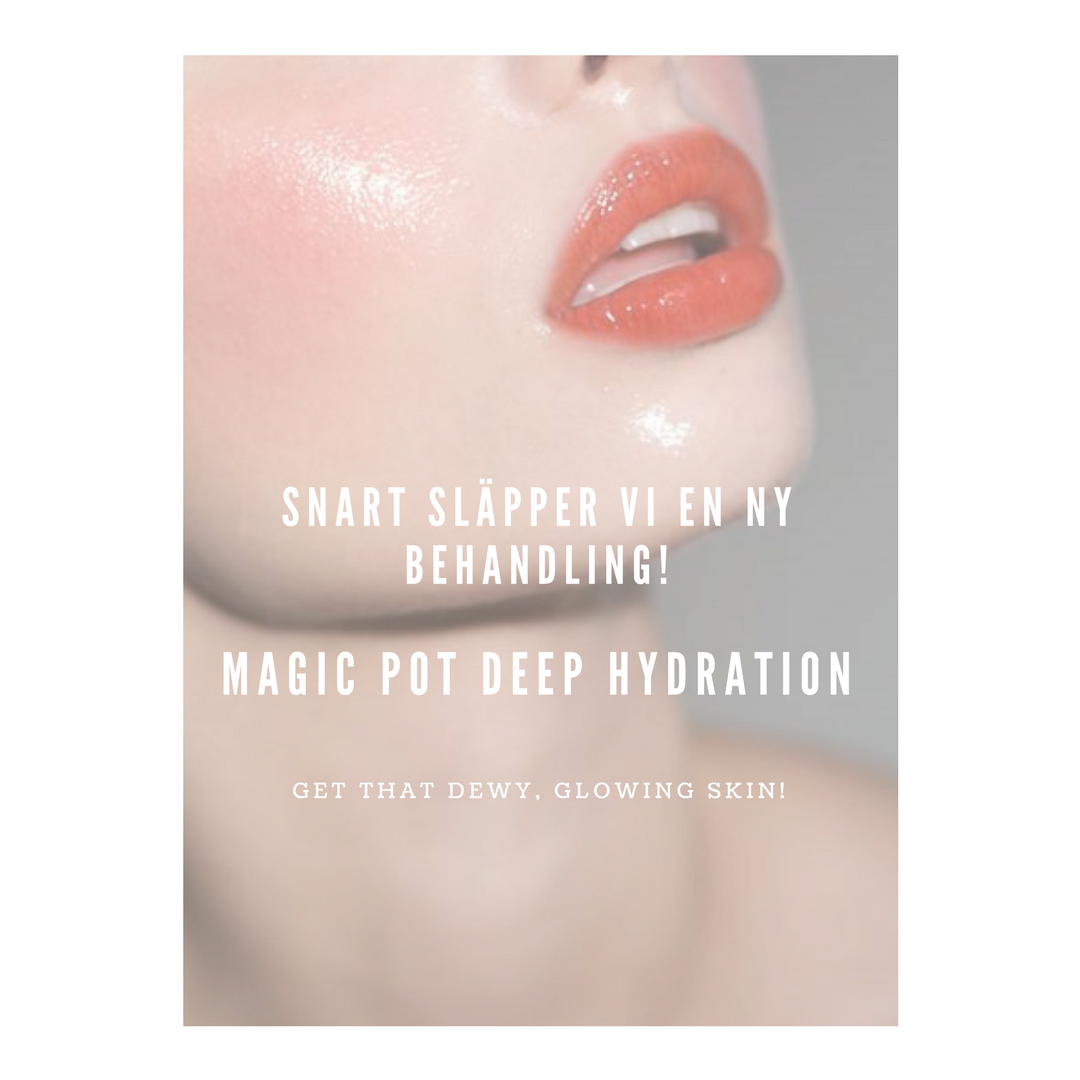 SNART SLÄPPER VI EN NY
BEHANDLING!
MAGIC POT DEEP HYDRATION
GET THAT DEWY, GLOWING SKIN!